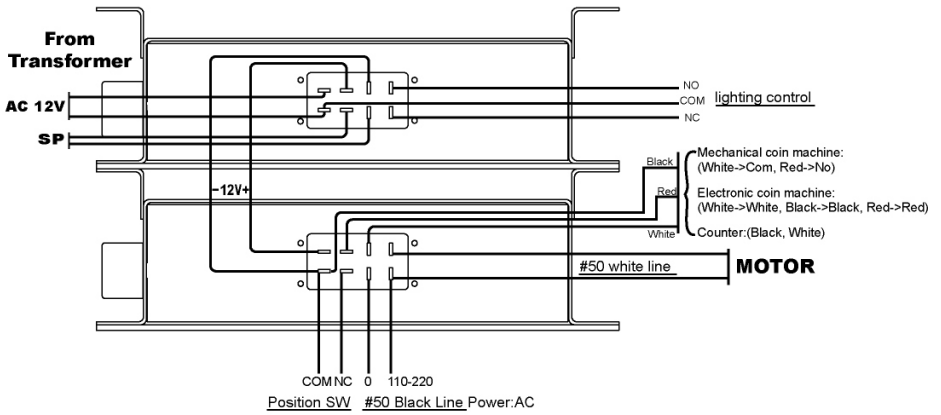 From
Transformer
AC 12V
SP
NO
COM
lighting control
NC
−12V+
Black
Mechanical coin machine:
(White->Com, Red->No)
Red
Electronic coin machine:
(White->White, Black->Black, Red->Red)
White
Counter:(Black, White)
#50 white line
MOTOR
COM NC 0 110-220
Position SW #50 Black Line Power:AC